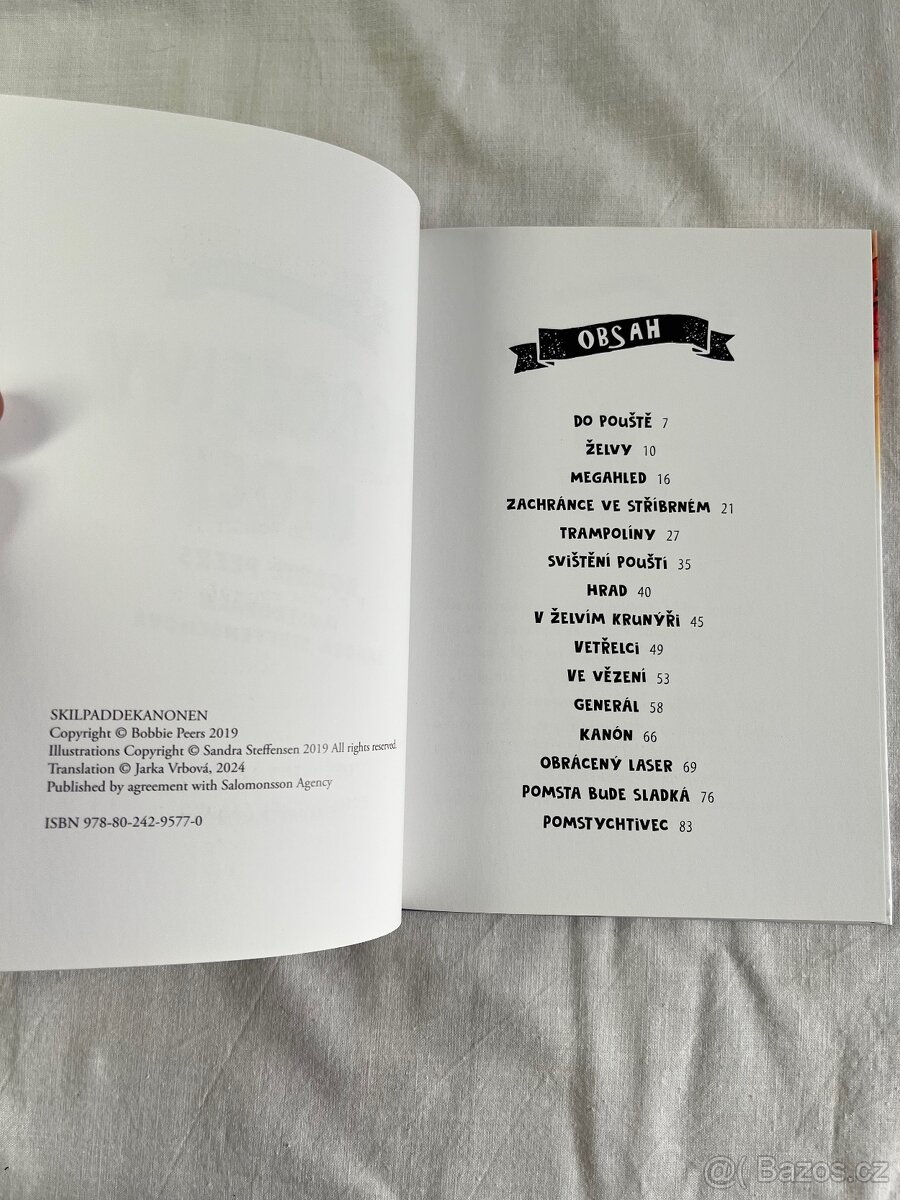 SKILPADDEKANONEN
Copyright © Bobbie Peers 2019
Illustrations Copyright © Sandra Steffensen 2019 All rights reserved.
Translation © Jarka Vrbová, 2024
Published by agreement with Salomonsson Agency
ISBN 978-80-242-9577-0
OBSAH
DO POUŠTĚ 7
ŽELVY 10
MEGAHLED 16
ZACHRÁNCE VE STŘÍBRNÉM 21
TRAMPOLÍNY 27
SVIŠTĚNÍ POUŠTÍ 35
HRAD 40
V ŽELVÍM KRUNÝŘI 45
VETŘELCI 49
VE VĚZENÍ 53
GENERÁL 58
KANÓN 66
OBRÁCENÝ LASER 69
POMSTA BUDE SLADKÁ 76
POMSTYCHTIVEC 83
@( Bazos.cz